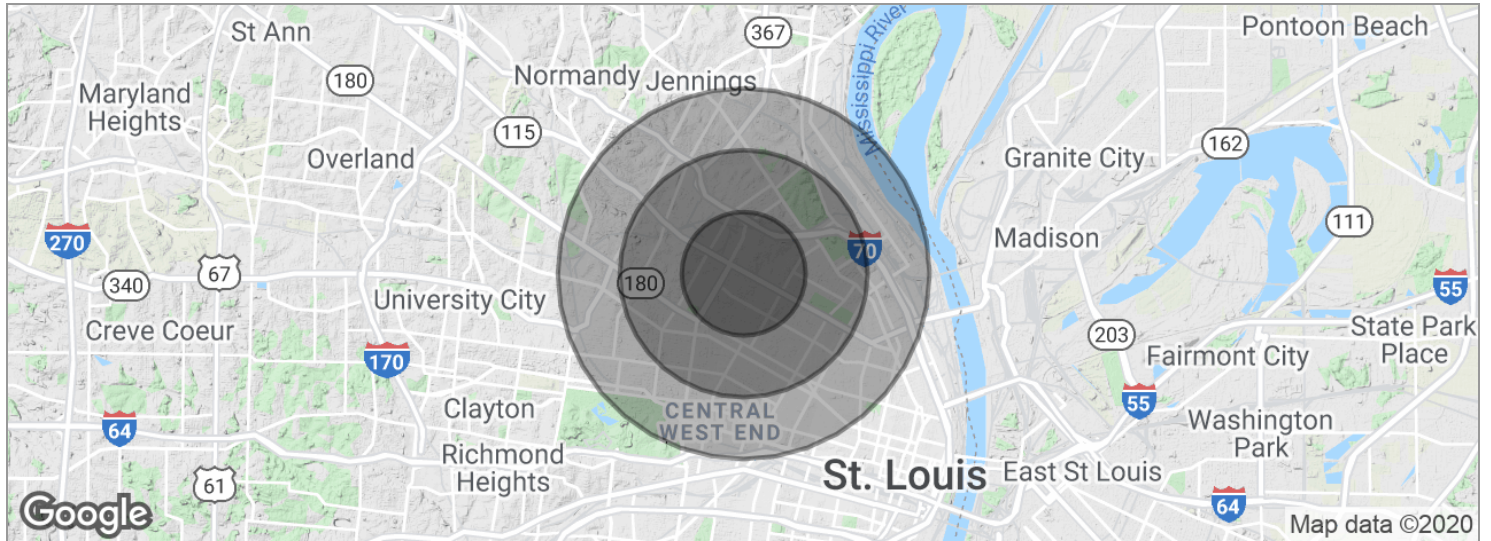 St Ann
367
Pontoon Beach
Mississippi River
180
Normandy
Jennings
Maryland
Heights
115
Overland
162
Granite City
111
270
67
70
Madison
340
180
55
University City
Creve Coeur
203
State Park
Place
170
Fairmont City
Clayton
CENTRAL
WEST END
55
64
Washington
Park
Richmond
Heights
St. Louis
East St Louis
61
64
Google
Map data ©2020